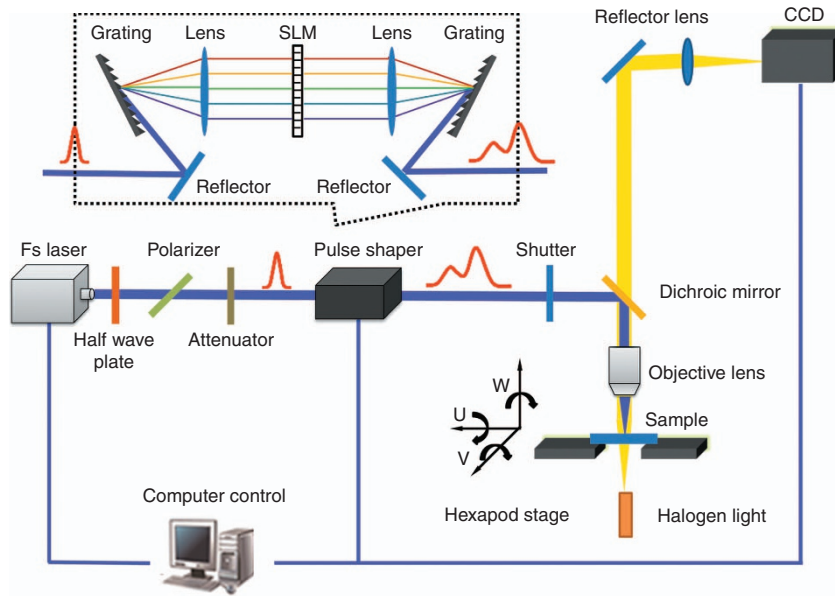 Grating
Lens
SLM
Lens
Grating
Reflector lens
CCD
Reflector
Reflector
Fs laser
Polarizer
Pulse shaper
Shutter
Dichroic mirror
Half wave
plate
Attenuator
Objective lens
W
U
V
Sample
Computer control
Hexapod stage
Halogen light